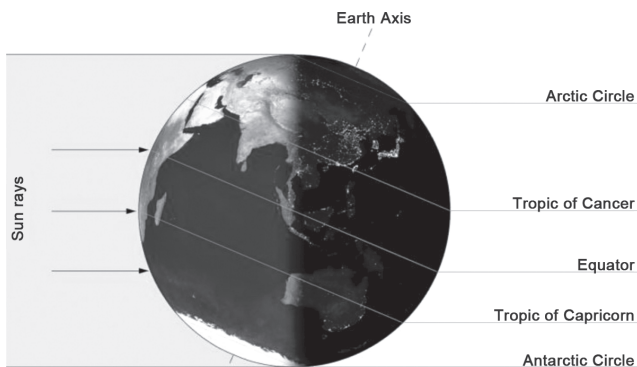 Earth Axis
Arctic Circle
Sun rays
Tropic of Cancer
Equator
Tropic of Capricorn
Antarctic Circle